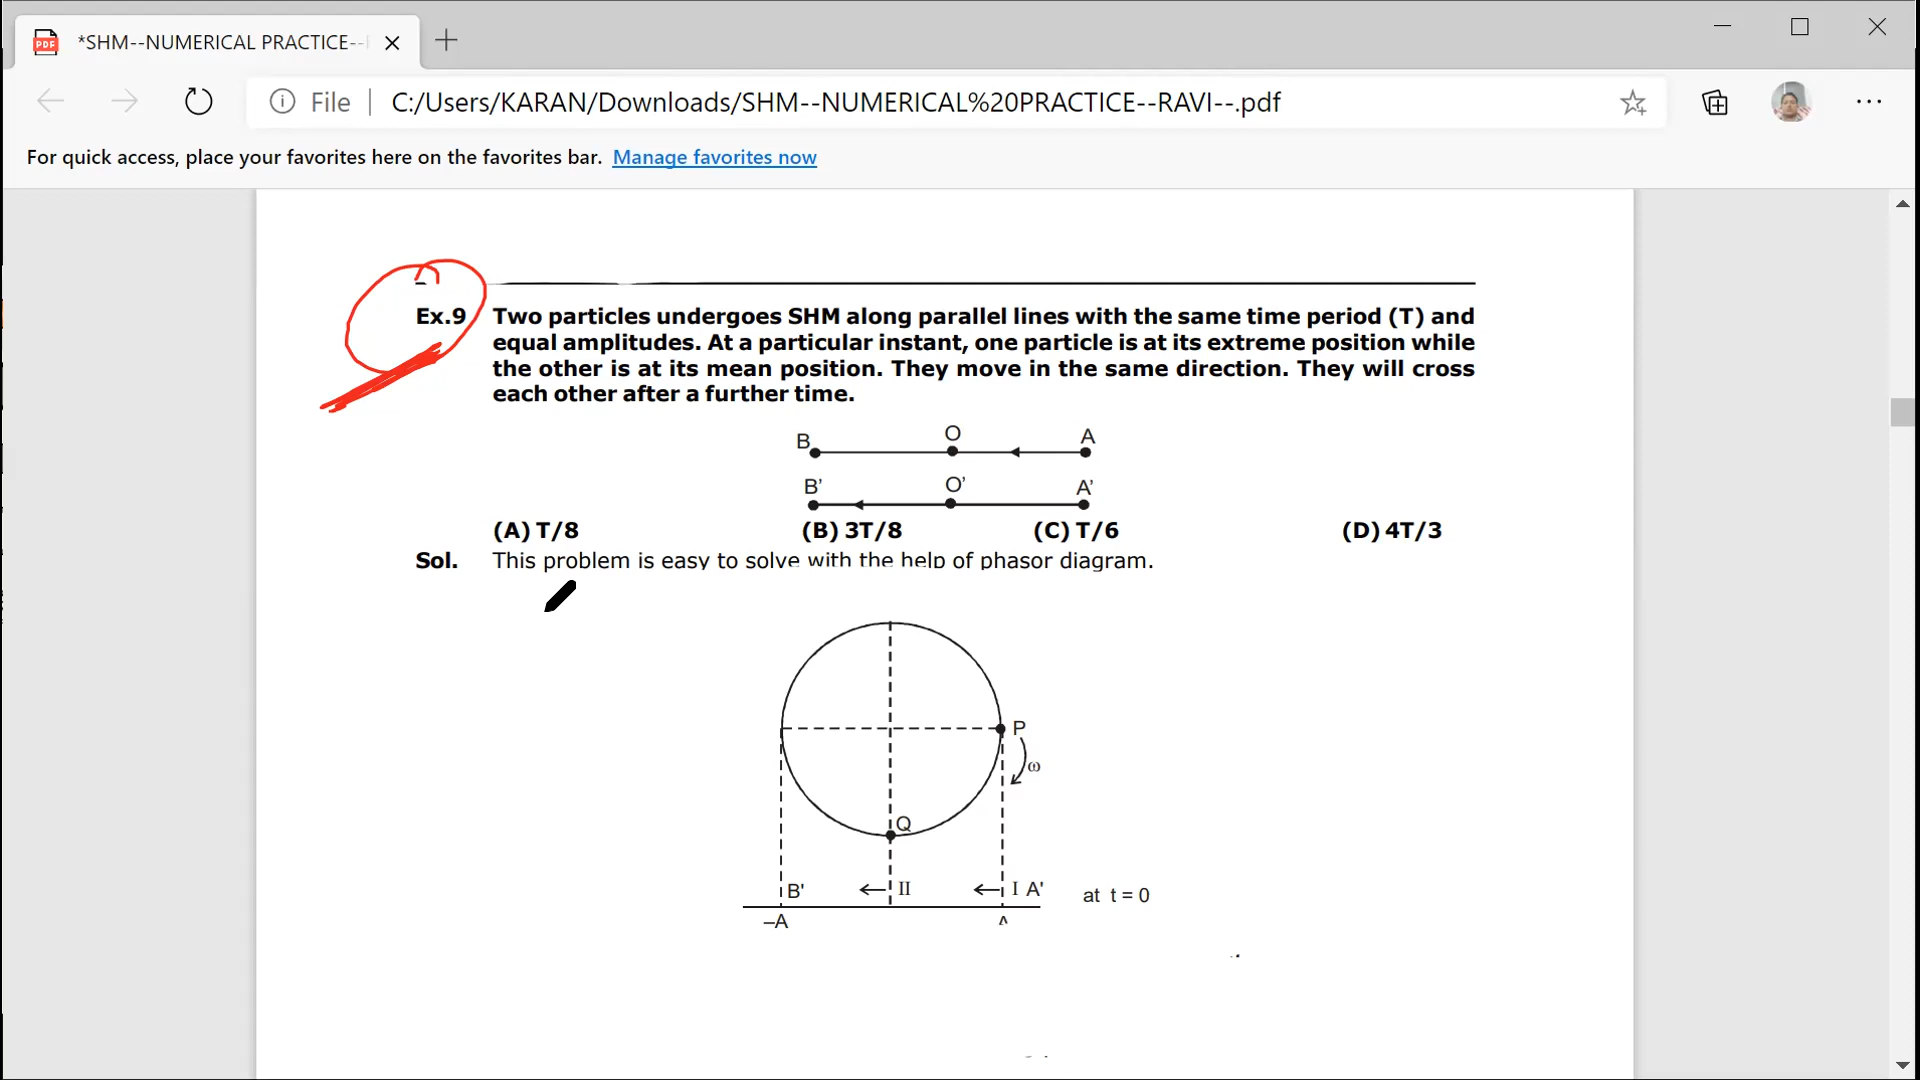 *SHM--NUMERICAL PRACTICE--
File
C:/Users/KARAN/Downloads/SHM--NUMERICAL%20PRACTICE--RAVI--.pdf
For quick access, place your favorites here on the favorites bar. Manage favorites now
Ex.9 Two particles undergoes SHM along parallel lines with the same time period (T) and
equal amplitudes. At a particular instant, one particle is at its extreme position while
the other is at its mean position. They move in the same direction. They will cross
each other after a further time.
B O A
B' O' A'
(A) T/8 (B) 3T/8 (C) T/6 (D) 4T/3
Sol. This problem is easy to solve with the help of phasor diagram.
P
ω
Q
B' II I A' at t = 0
–A